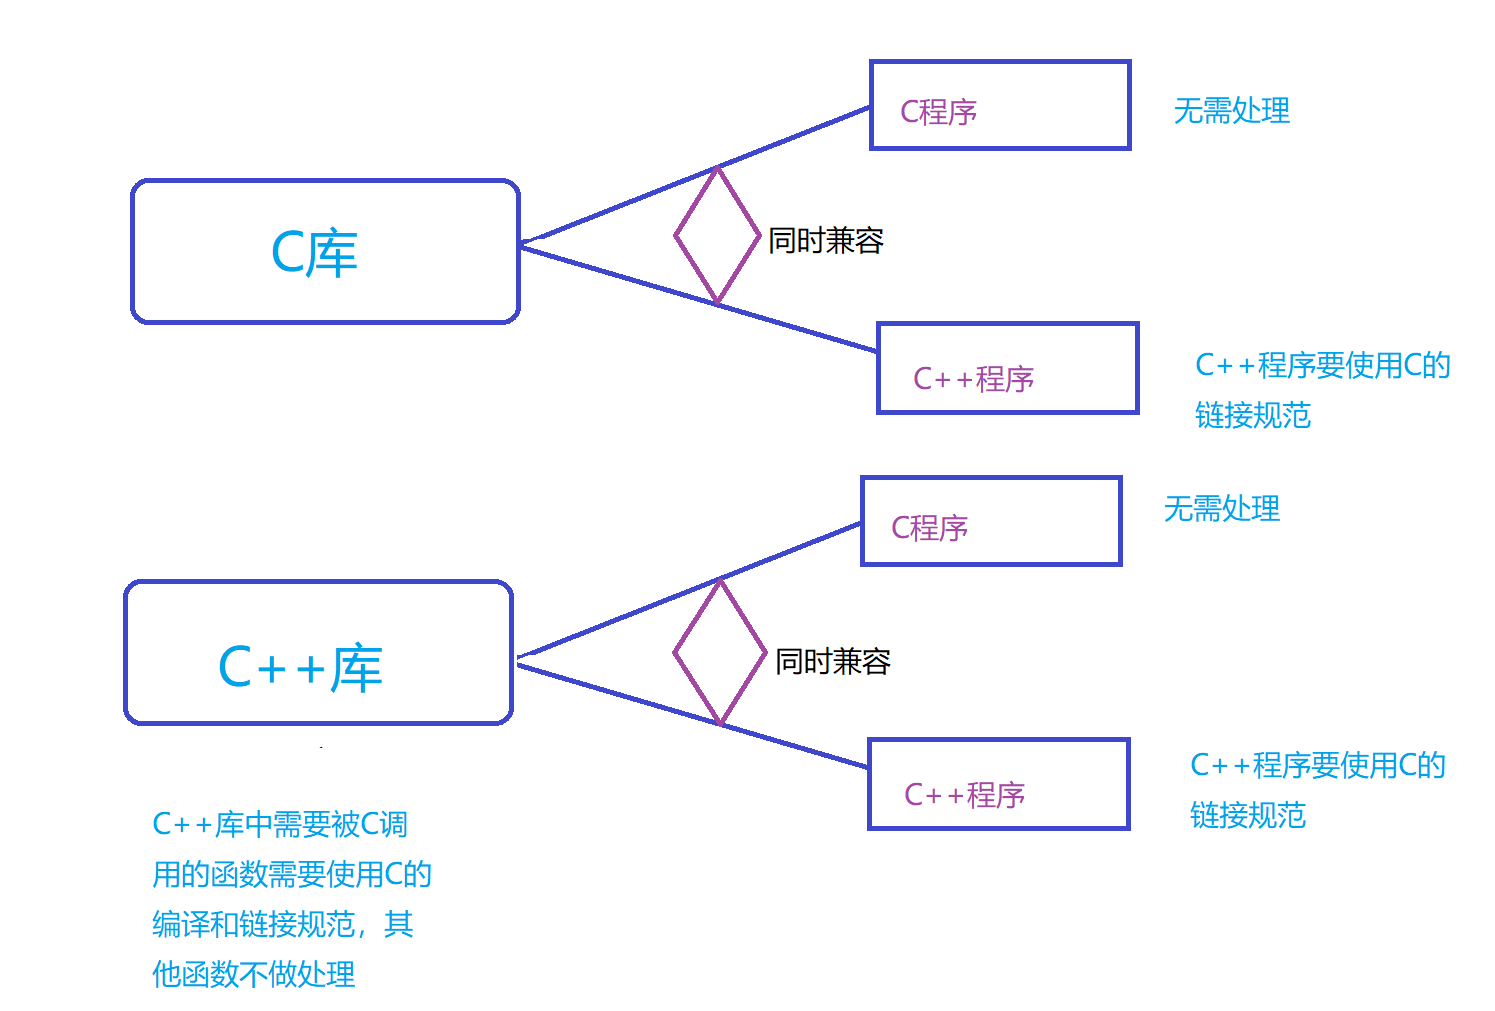 C库
C程序
无需处理
同时兼容
C++程序
C++程序要使用C的
链接规范
C++库
C程序
无需处理
同时兼容
C++程序
C++程序要使用C的
链接规范
C++库中需要被C调
用的函数需要使用C的
编译和链接规范，其
他函数不做处理